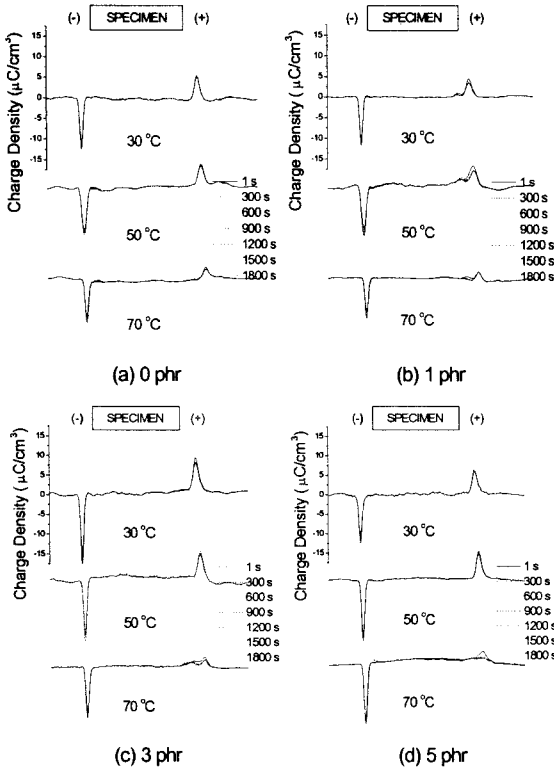 (-) SPECIMEN (+)
Charge Density ( μC/cm³)
15
10
5
0
-5
-10
-15
30 °C
50 °C
70 °C
1 s
300 s
600 s
900 s
1200 s
1500 s
1800 s
(a) 0 phr
(-) SPECIMEN (+)
Charge Density ( μC/cm³)
15
10
5
0
-5
-10
-15
30 °C
50 °C
70 °C
1 s
300 s
600 s
900 s
1200 s
1500 s
1800 s
(b) 1 phr
(-) SPECIMEN (+)
Charge Density ( μC/cm³)
15
10
5
0
-5
-10
-15
30 °C
50 °C
70 °C
1 s
300 s
600 s
900 s
1200 s
1500 s
1800 s
(c) 3 phr
(-) SPECIMEN (+)
Charge Density ( μC/cm³)
15
10
5
0
-5
-10
-15
30 °C
50 °C
70 °C
1 s
300 s
600 s
900 s
1200 s
1500 s
1800 s
(d) 5 phr